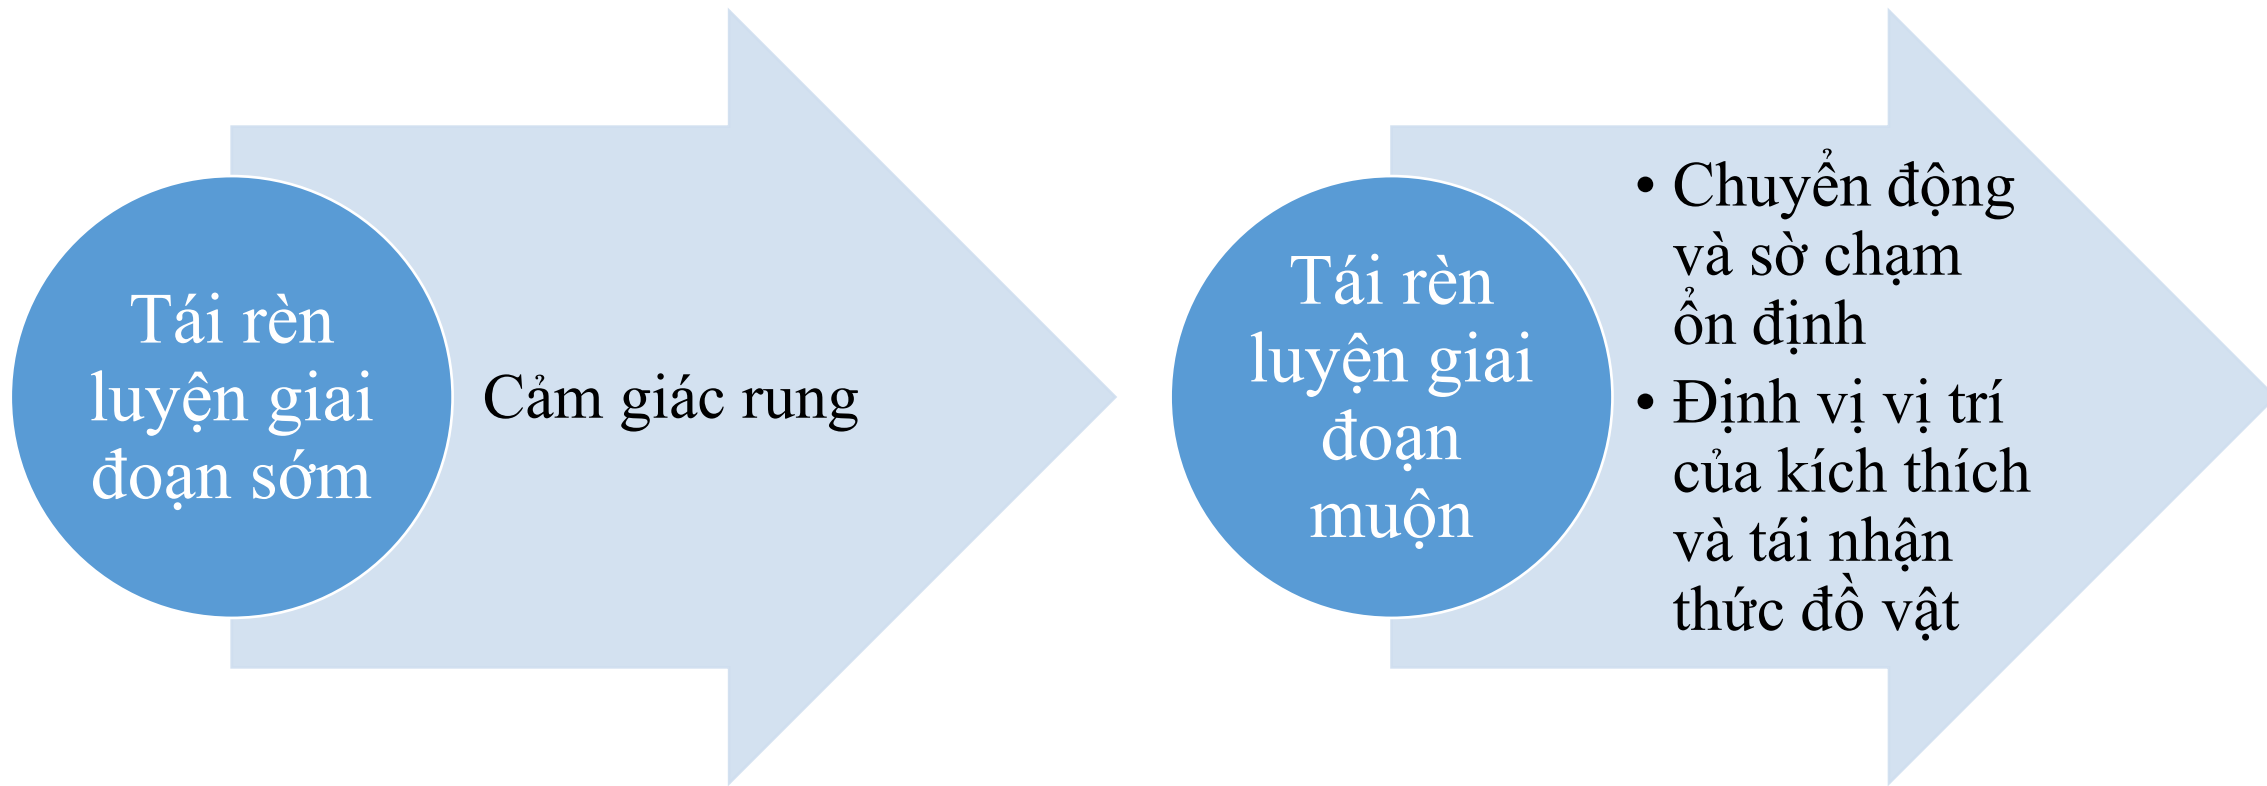 Tái rèn
luyện giai
đoạn sớm
Cảm giác rung
Tái rèn
luyện giai
đoạn
muộn
• Chuyển động
và sờ chạm
ổn định
• Định vị vị trí
của kích thích
và tái nhận
thức đồ vật